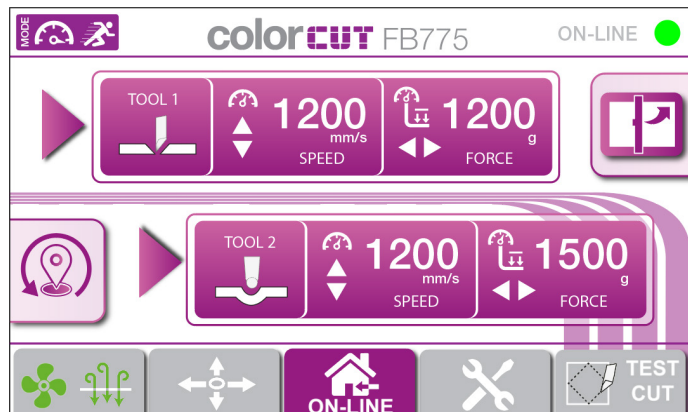 MODE
colorCUT FB775
ON-LINE
TOOL 1
1200
mm/s
SPEED
1200
g
FORCE
TOOL 2
1200
mm/s
SPEED
1500
g
FORCE
ON-LINE
TEST
CUT